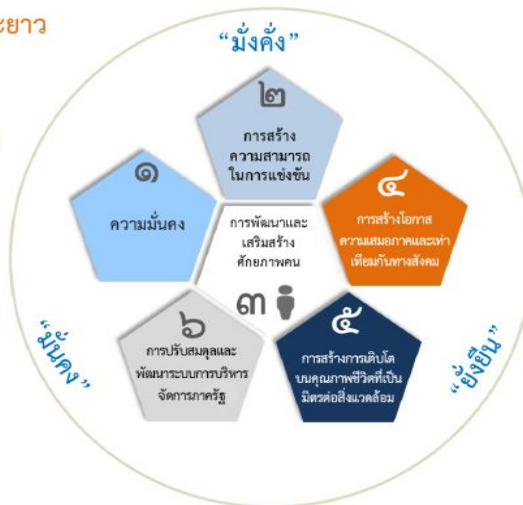 ะยาว
“มั่งคั่ง”
๒
การสร้าง
ความสามารถ
ในการแข่งขัน
๑
ความมั่นคง
การพัฒนาและ
เสริมสร้าง
ศักยภาพคน
๓
๔
การสร้างโอกาส
ความเสมอภาคและเท่า
เทียมกันทางสังคม
๖
การปรับสมดุลและ
พัฒนาระบบการบริหาร
จัดการภาครัฐ
๕
การสร้างการเติบโต
บนคุณภาพชีวิตที่เป็น
มิตรต่อสิ่งแวดล้อม
“มั่นคง”
“ยั่งยืน”